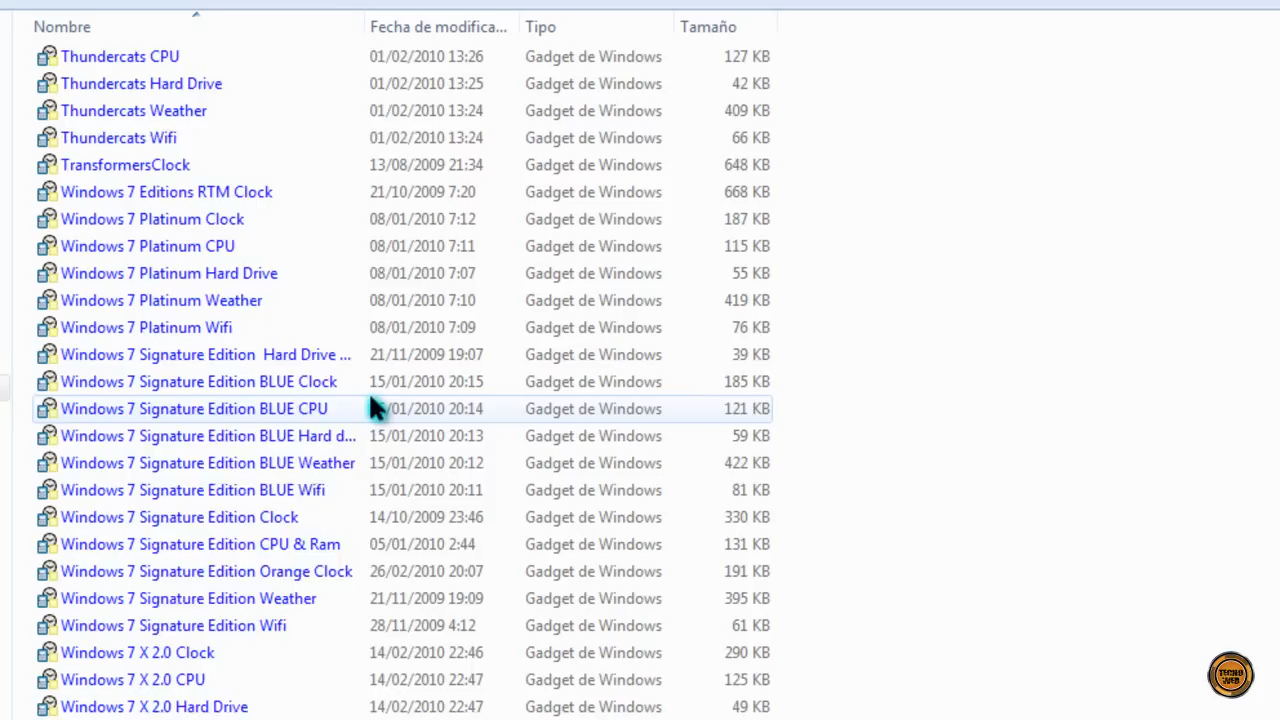 Nombre Fecha de modifica... Tipo Tamaño
Thundercats CPU 01/02/2010 13:26 Gadget de Windows 127 KB
Thundercats Hard Drive 01/02/2010 13:25 Gadget de Windows 42 KB
Thundercats Weather 01/02/2010 13:24 Gadget de Windows 409 KB
Thundercats Wifi 01/02/2010 13:24 Gadget de Windows 66 KB
TransformersClock 13/08/2009 21:34 Gadget de Windows 648 KB
Windows 7 Editions RTM Clock 21/10/2009 7:20 Gadget de Windows 668 KB
Windows 7 Platinum Clock 08/01/2010 7:12 Gadget de Windows 187 KB
Windows 7 Platinum CPU 08/01/2010 7:11 Gadget de Windows 115 KB
Windows 7 Platinum Hard Drive 08/01/2010 7:07 Gadget de Windows 55 KB
Windows 7 Platinum Weather 08/01/2010 7:10 Gadget de Windows 419 KB
Windows 7 Platinum Wifi 08/01/2010 7:09 Gadget de Windows 76 KB
Windows 7 Signature Edition  Hard Drive ... 21/11/2009 19:07 Gadget de Windows 39 KB
Windows 7 Signature Edition BLUE Clock 15/01/2010 20:15 Gadget de Windows 185 KB
Windows 7 Signature Edition BLUE CPU /01/2010 20:14 Gadget de Windows 121 KB
Windows 7 Signature Edition BLUE Hard d... 15/01/2010 20:13 Gadget de Windows 59 KB
Windows 7 Signature Edition BLUE Weather 15/01/2010 20:12 Gadget de Windows 422 KB
Windows 7 Signature Edition BLUE Wifi 15/01/2010 20:11 Gadget de Windows 81 KB
Windows 7 Signature Edition Clock 14/10/2009 23:46 Gadget de Windows 330 KB
Windows 7 Signature Edition CPU & Ram 05/01/2010 2:44 Gadget de Windows 131 KB
Windows 7 Signature Edition Orange Clock 26/02/2010 20:07 Gadget de Windows 191 KB
Windows 7 Signature Edition Weather 21/11/2009 19:09 Gadget de Windows 395 KB
Windows 7 Signature Edition Wifi 28/11/2009 4:12 Gadget de Windows 61 KB
Windows 7 X 2.0 Clock 14/02/2010 22:46 Gadget de Windows 290 KB
Windows 7 X 2.0 CPU 14/02/2010 22:47 Gadget de Windows 125 KB
Windows 7 X 2.0 Hard Drive 14/02/2010 22:47 Gadget de Windows 49 KB
TECNO
WEB